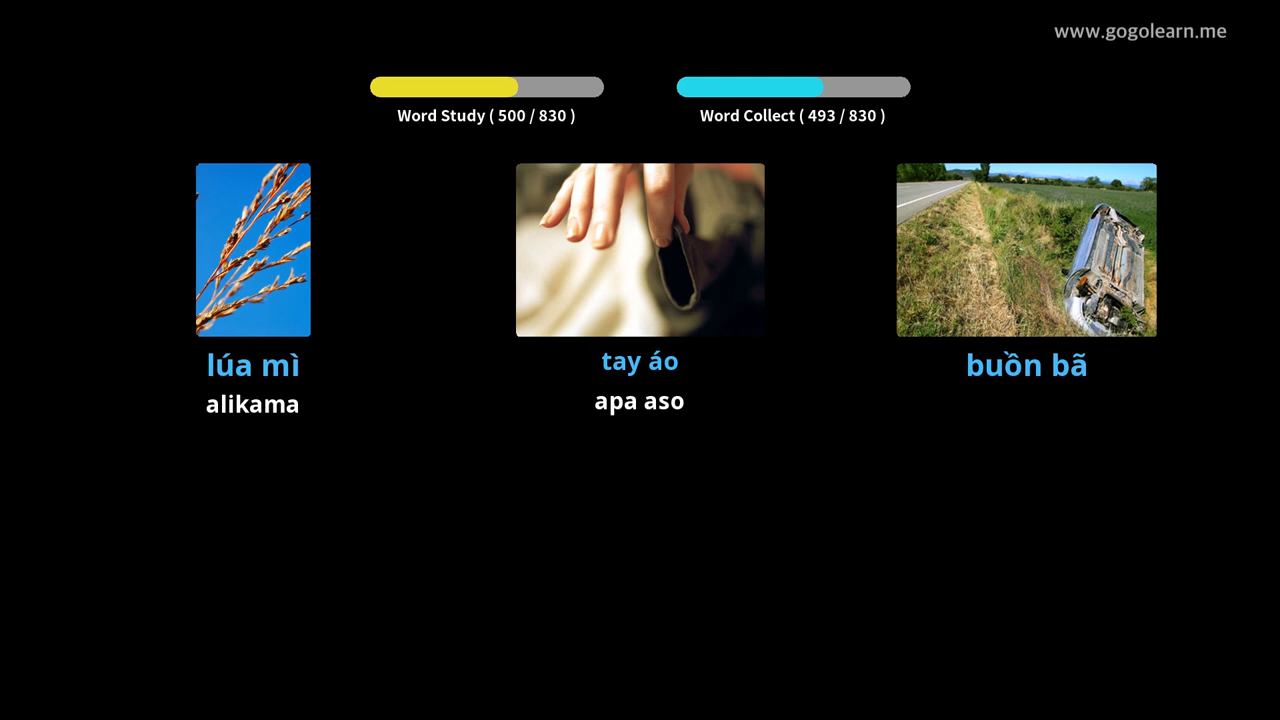 www.gogolearn.me
Word Study ( 500 / 830 )
Word Collect ( 493 / 830 )
lúa mì
alikama
tay áo
apa aso
buồn bã